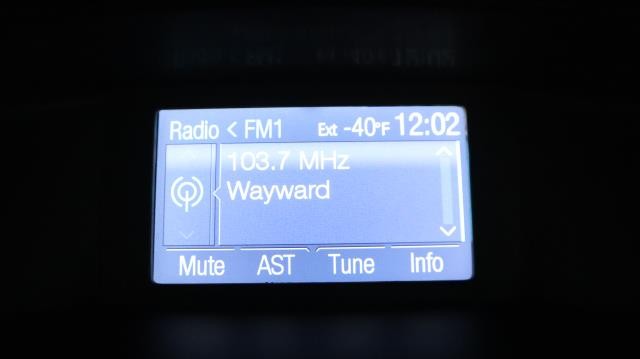 Radio < FM1 Ext -40°F 12:02
103.7 MHz
Wayward
Mute AST Tune Info